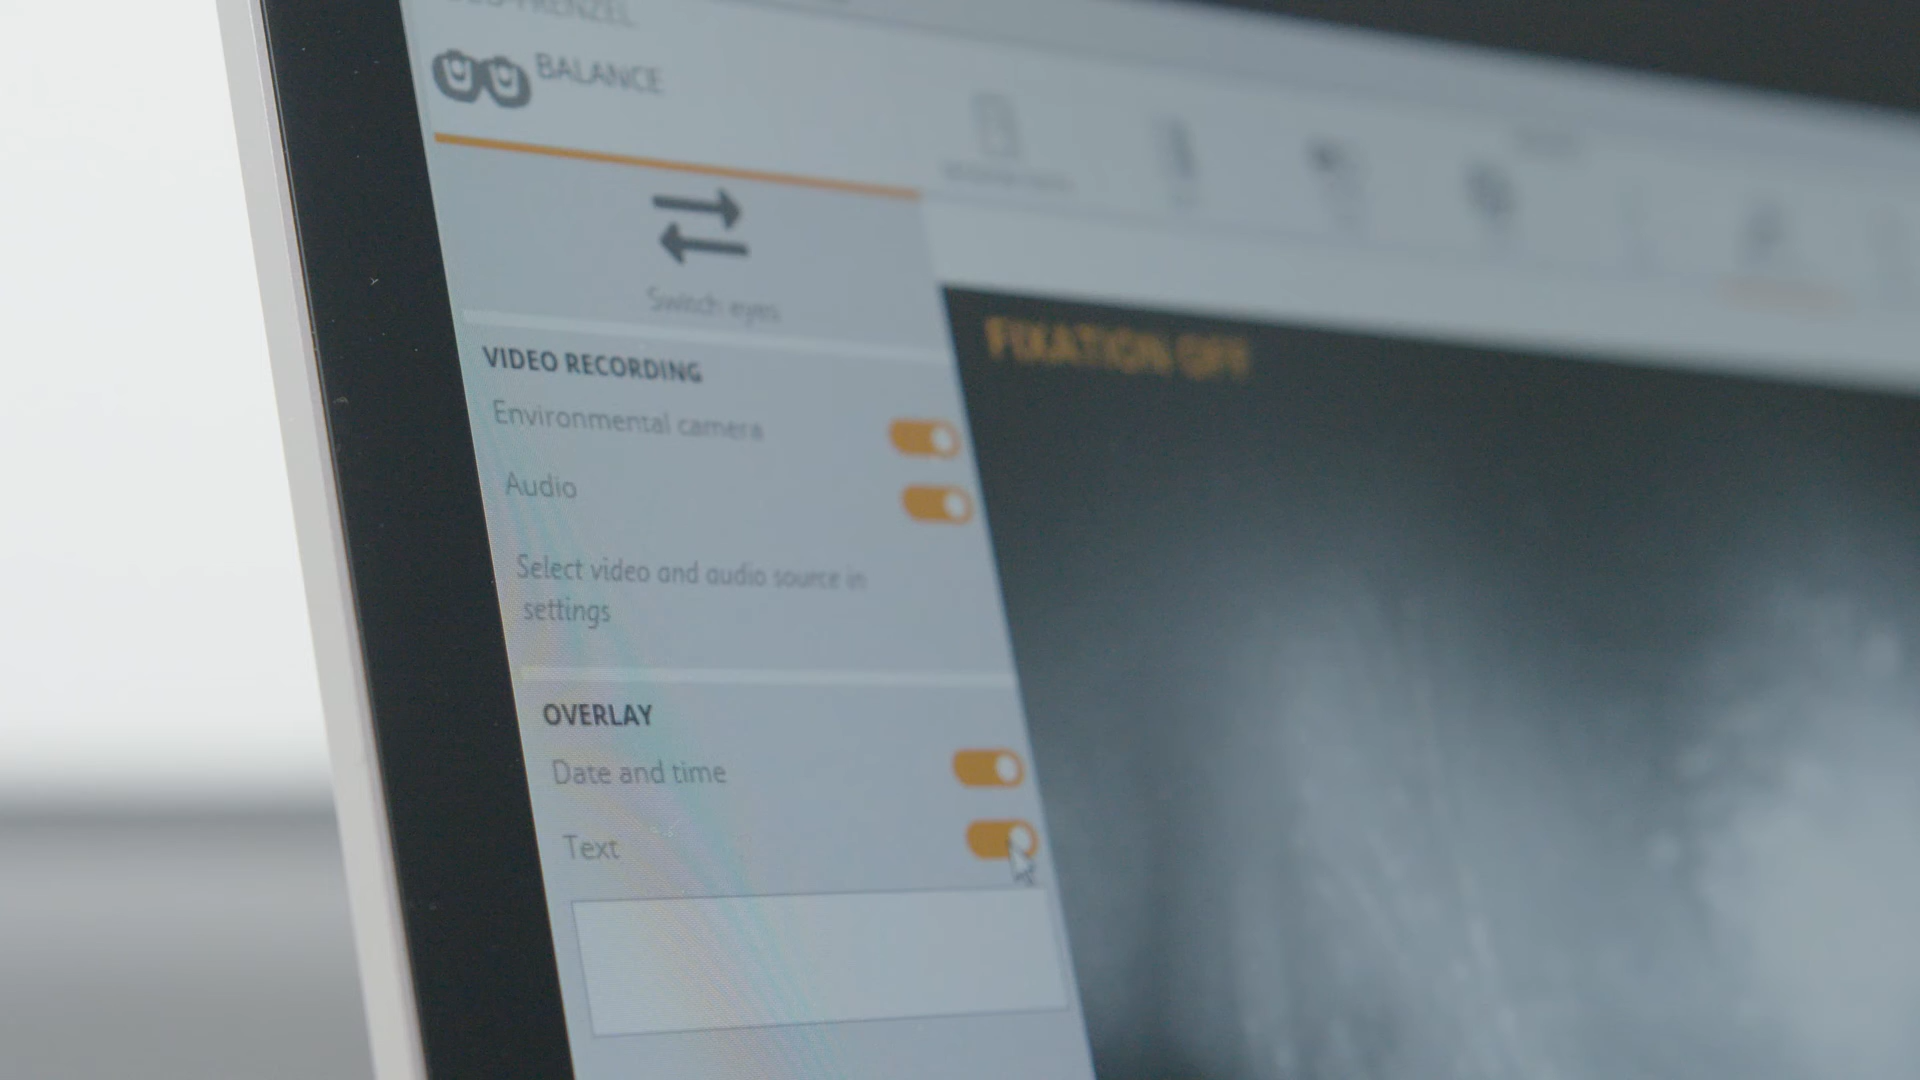 FRENZEL
BALANCE
Switch eyes
FIXATION OFF
VIDEO RECORDING
Environmental camera
Audio
Select video and audio source in
settings
OVERLAY
Date and time
Text